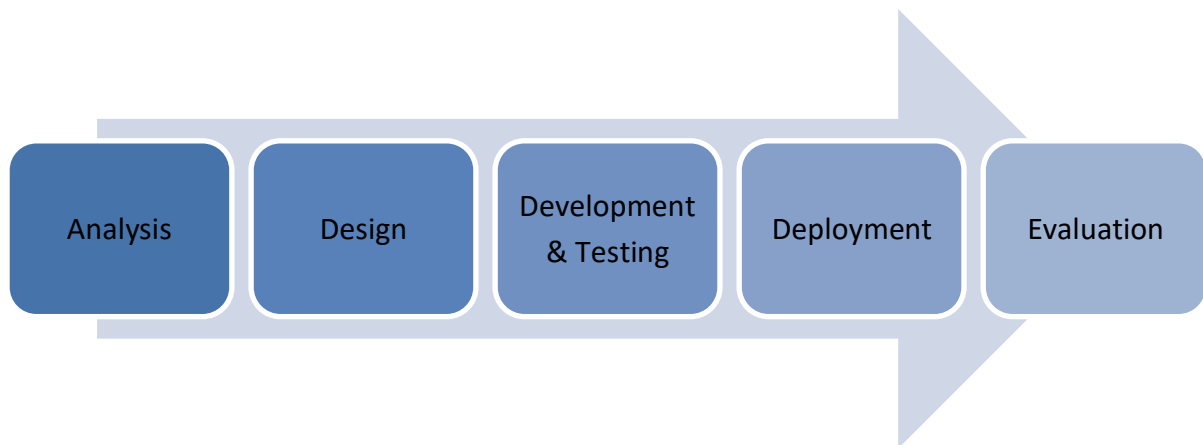 Analysis
Design
Development
& Testing
Deployment
Evaluation